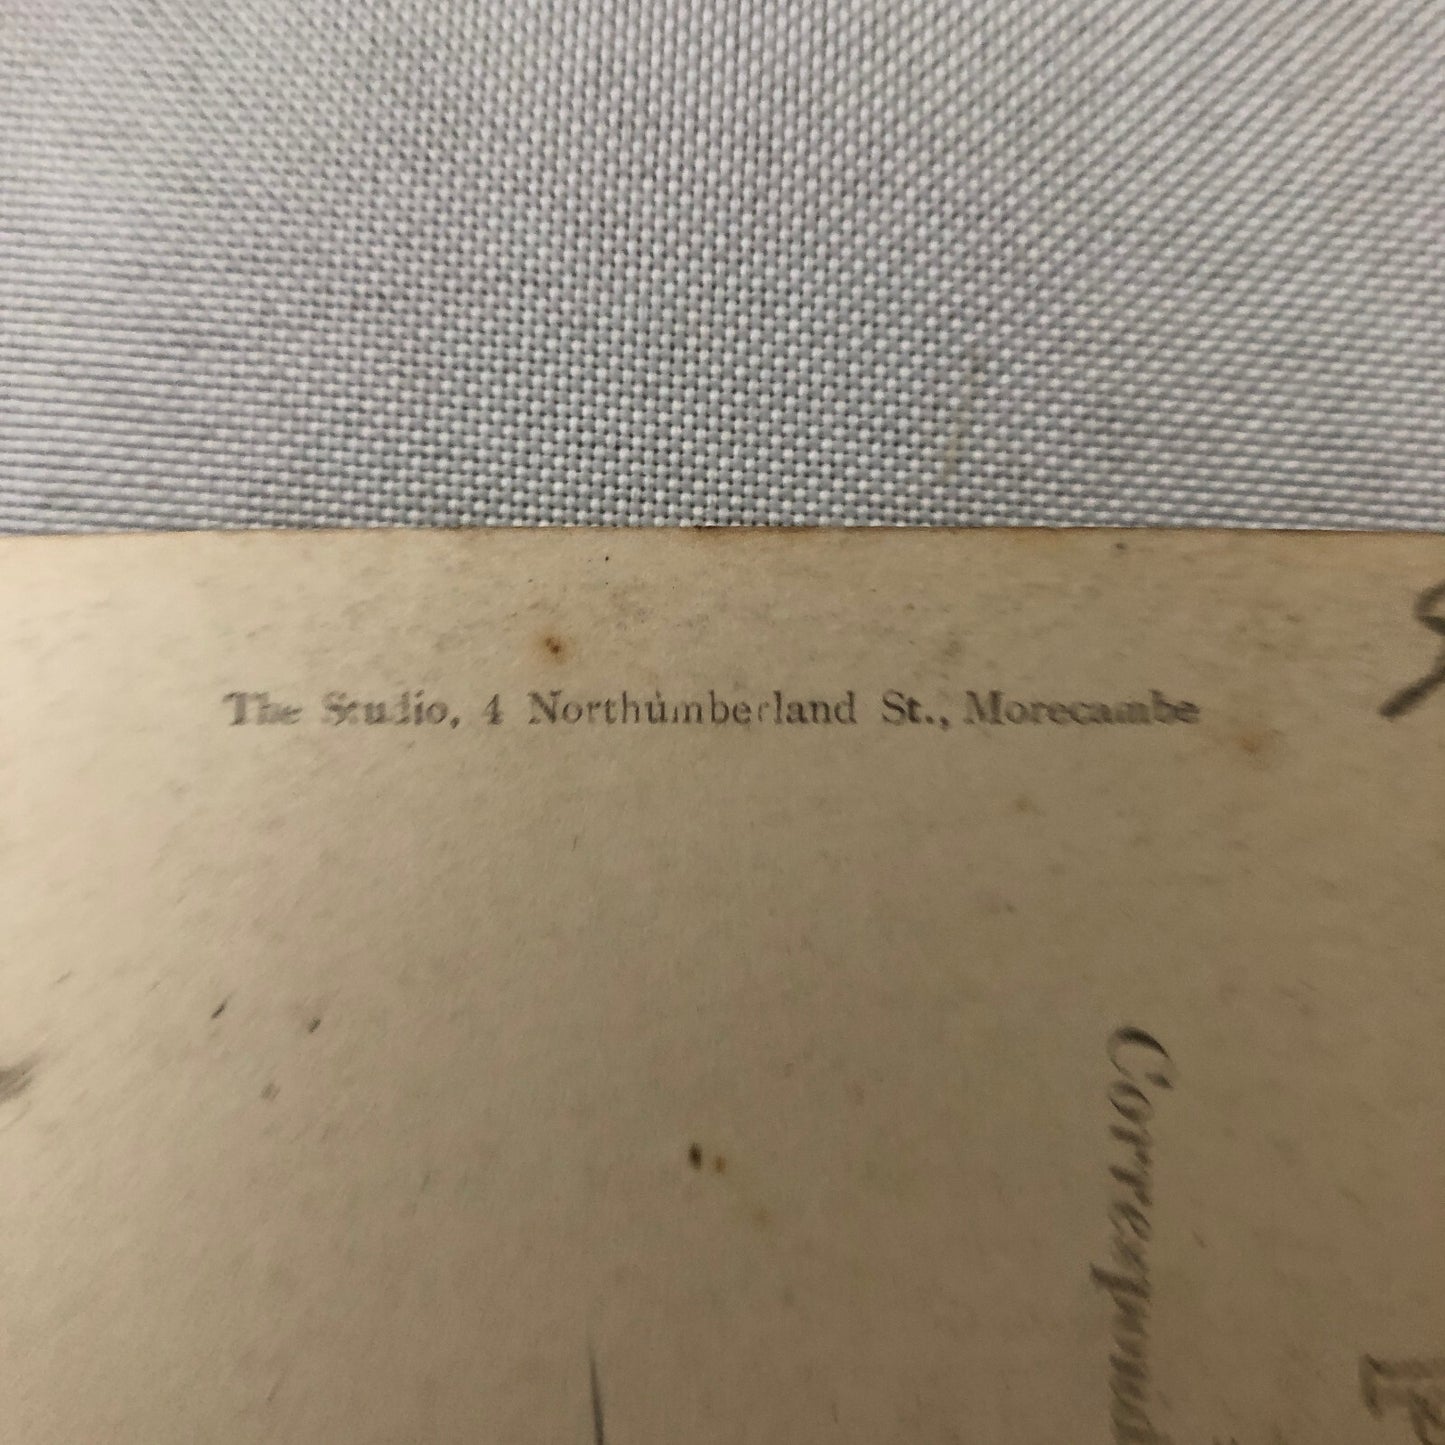 The Studio, 4 Northumberland St., Morecambe